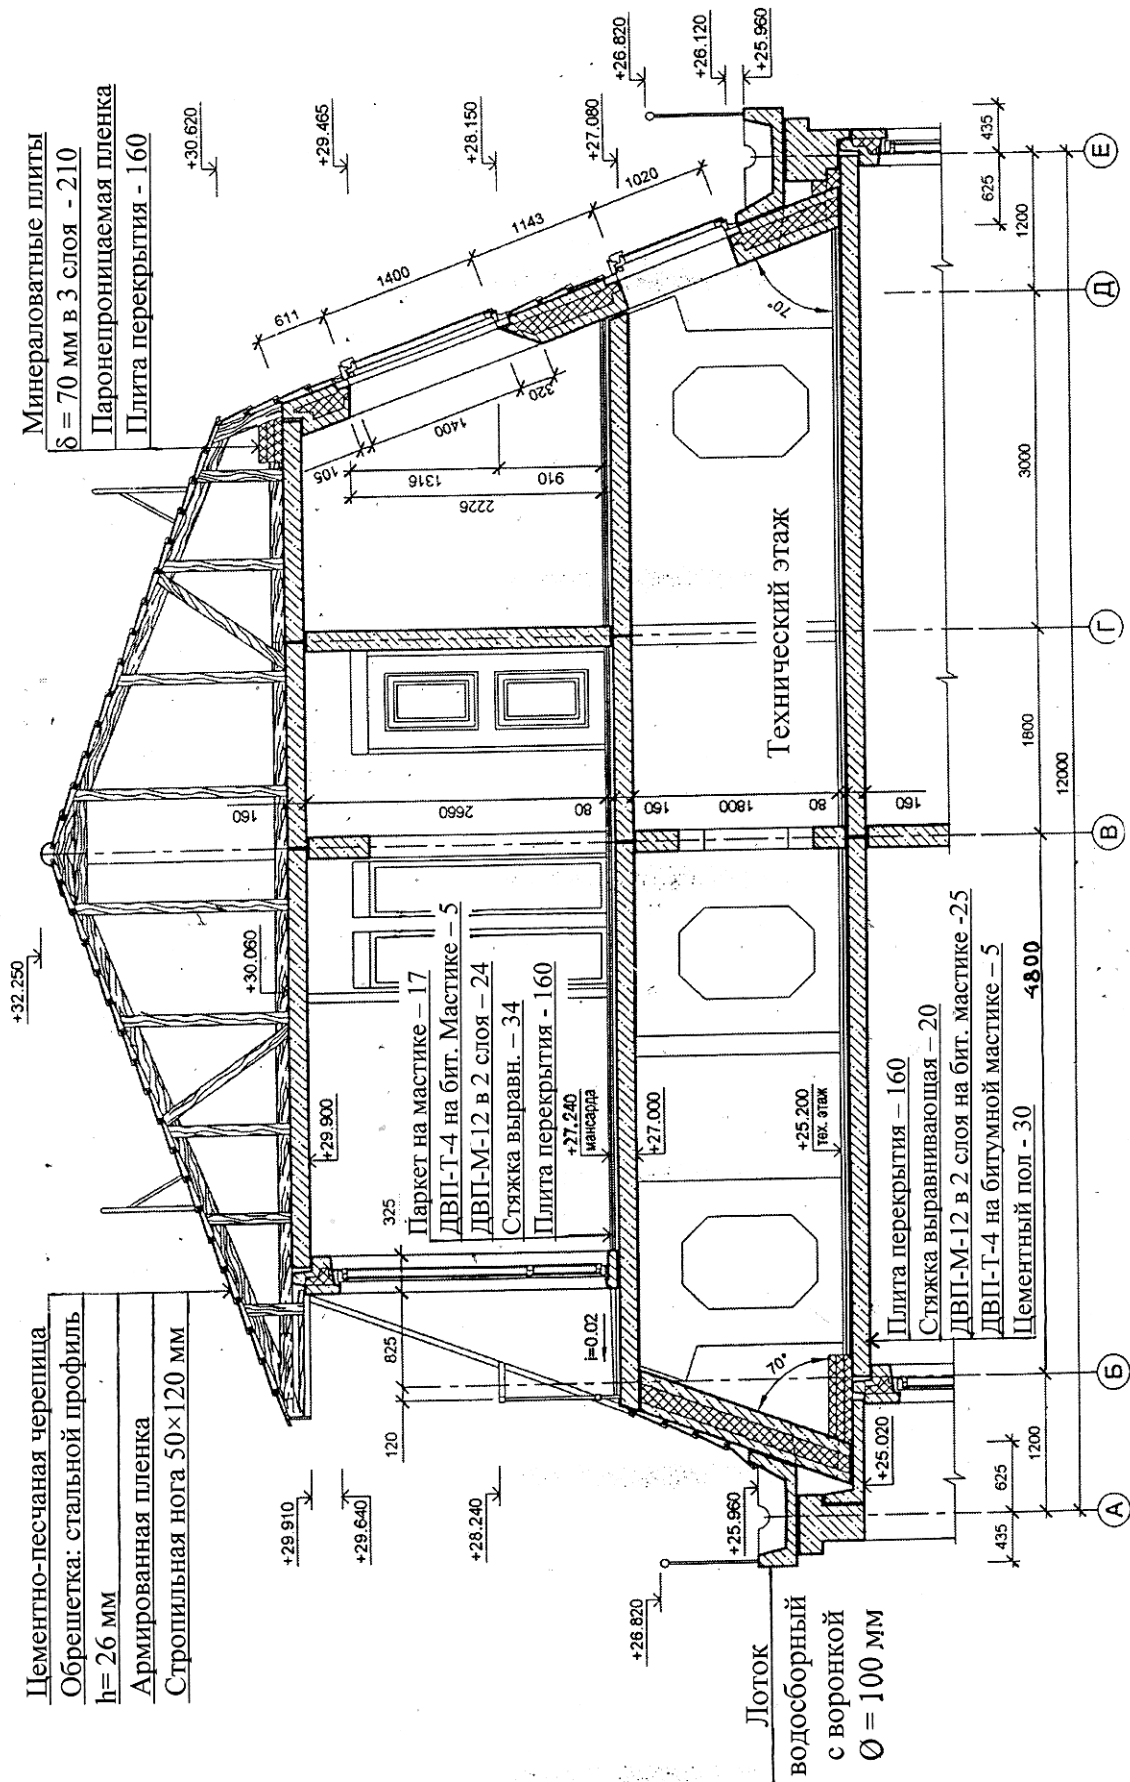 Цементно-песчаная черепица
Обрешетка: стальной профиль
h= 26 мм
Армированная пленка
Стропильная нога 50×120 мм
Минераловатные плиты
δ = 70 мм в 3 слоя - 210
Паронепроницаемая пленка
Плита перекрытия - 160
+32.250
+30.620
+29.465
+28.150
+27.080
+26.820
+26.120
+25.960
611
1400
1143
1020
105
1400
320
1316
910
2226
70°
+30.060
+29.900
160
2660
80
160
1800
80
160
325
825
120
Паркет на мастике – 17
ДВП-Т-4 на бит. Мастике – 5
ДВП-М-12 в 2 слоя – 24
Стяжка выравн. – 34
Плита перекрытия - 160
+27.240
мансарда
+27.000
+25.200
тех. этаж
i=0.02
Технический этаж
70°
+29.910
+29.640
+28.240
+25.960
+26.820
+25.020
Лоток
водосборный
с воронкой
Ø = 100 мм
Плита перекрытия – 160
Стяжка выравнивающая – 20
ДВП-М-12 в 2 слоя на бит. мастике -25
ДВП-Т-4 на битумной мастике – 5
Цементный пол - 30
435
625
1200
4800
1800
3000
1200
625
435
12000
А
Б
В
Г
Д
Е